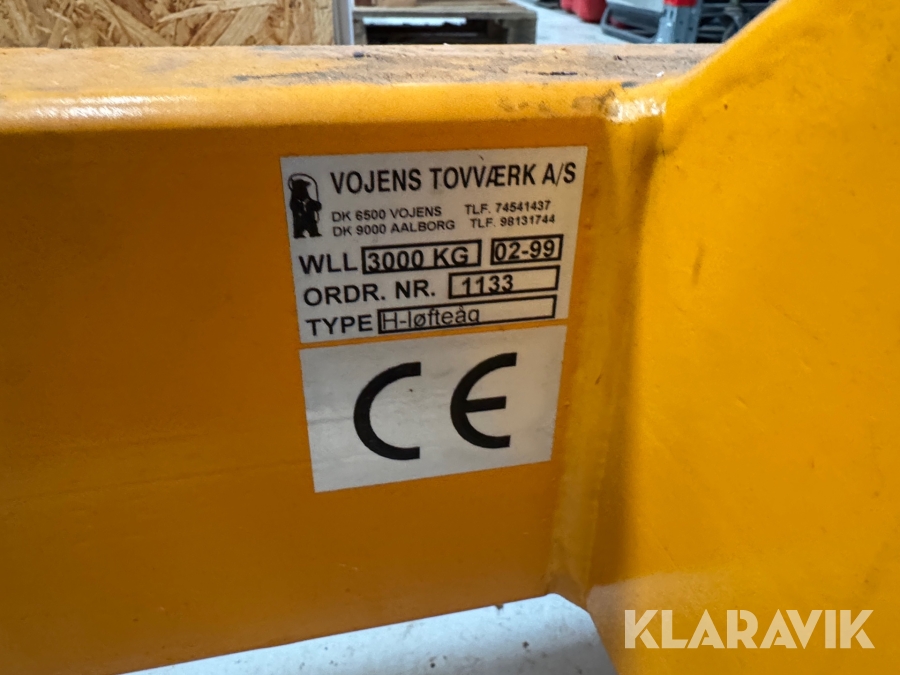 VOJENS TOVVÆRK A/S
DK 6500 VOJENS TLF. 74541437
DK 9000 AALBORG TLF. 98131744
WLL 3000 KG 02-99
ORDR. NR. 1133
TYPE H-løfteåg
CE
KLARAVIK